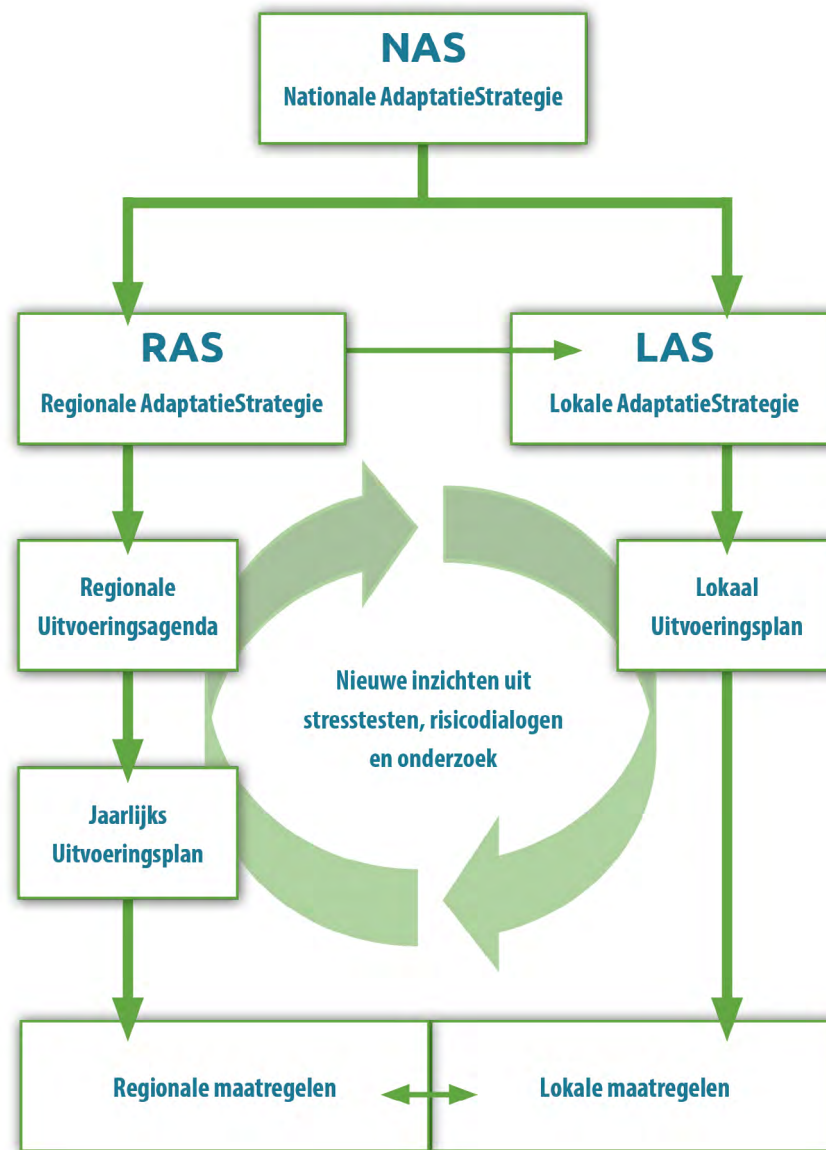 NAS
Nationale AdaptatieStrategie
RAS
Regionale AdaptatieStrategie
LAS
Lokale AdaptatieStrategie
Regionale
Uitvoeringsagenda
Lokaal
Uitvoeringsplan
Nieuwe inzichten uit
stresstesten, risicodialogen
en onderzoek
Jaarlijks
Uitvoeringsplan
Regionale maatregelen
Lokale maatregelen